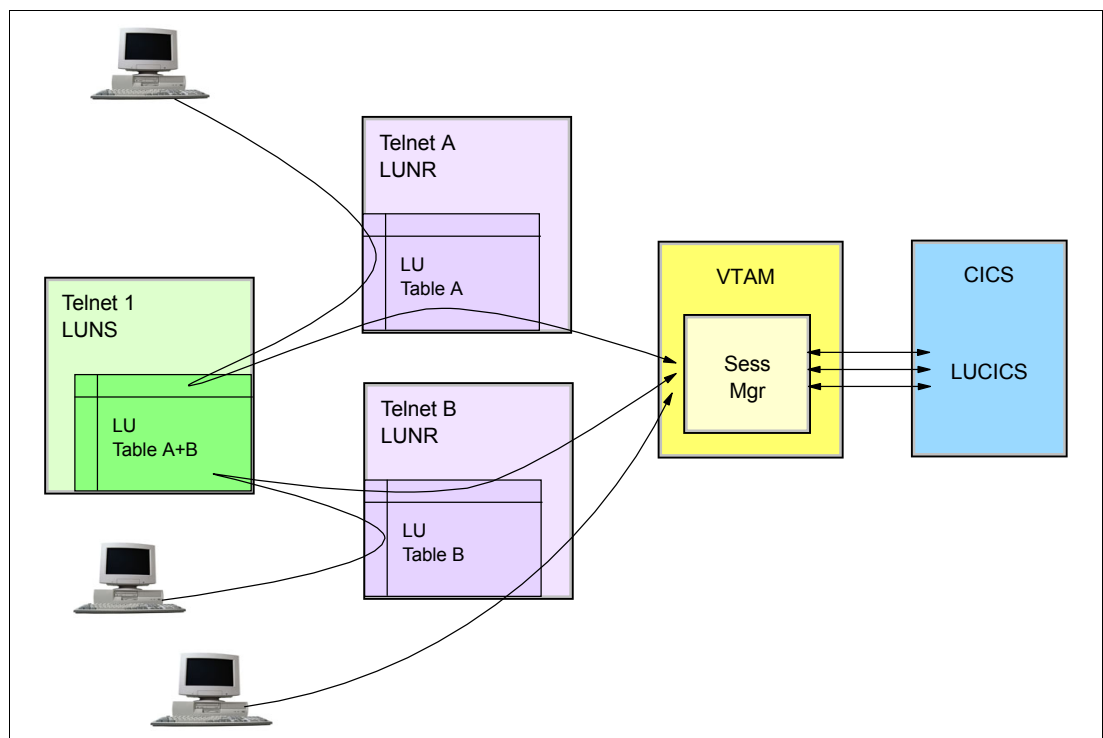 Telnet A
LUNR
LU
Table A
Telnet 1
LUNS
LU
Table A+B
Telnet B
LUNR
LU
Table B
VTAM
Sess
Mgr
CICS
LUCICS